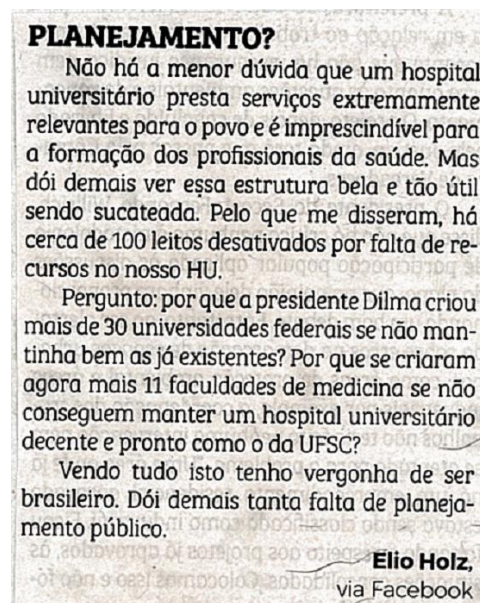 PLANEJAMENTO?
Não há a menor dúvida que um hospital
universitário presta serviços extremamente
relevantes para o povo e é imprescindível para
a formação dos profissionais da saúde. Mas
dói demais ver essa estrutura bela e tão útil
sendo sucateada. Pelo que me disseram, há
cerca de 100 leitos desativados por falta de re-
cursos no nosso HU.
Pergunto: por que a presidente Dilma criou
mais de 30 universidades federais se não man-
tinha bem as já existentes? Por que se criaram
agora mais 11 faculdades de medicina se não
conseguem manter um hospital universitário
decente e pronto como o da UFSC?
Vendo tudo isto tenho vergonha de ser
brasileiro. Dói demais tanta falta de planeja-
mento público.
Elio Holz,
via Facebook